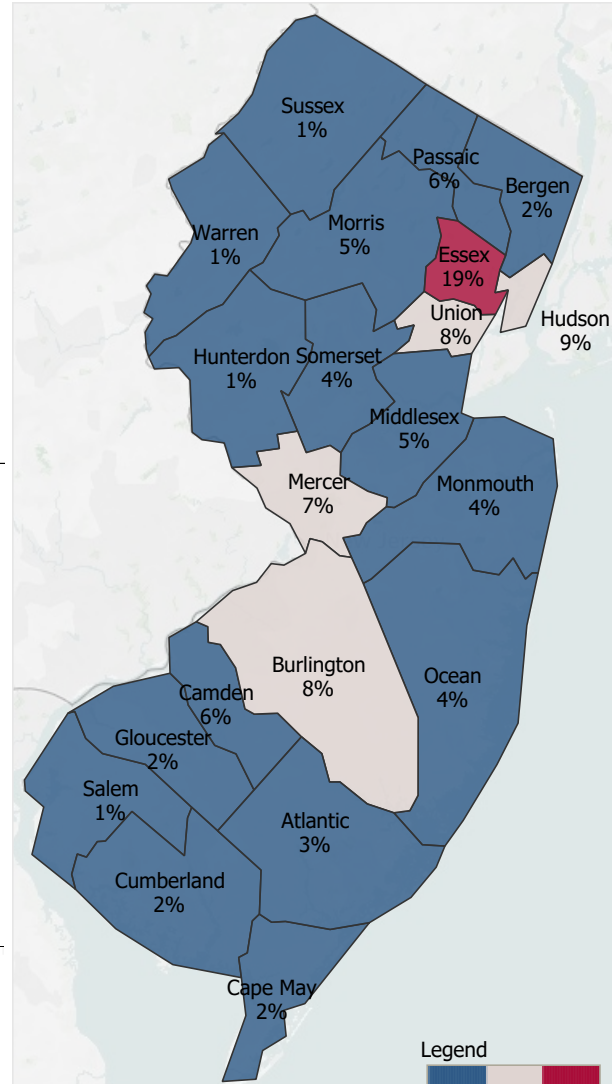 Sussex
1%
Passaic
6%
Bergen
2%
Warren
1%
Morris
5%
Essex
19%
Union
8%
Hudson
9%
Hunterdon
1%
Somerset
4%
Middlesex
5%
Mercer
7%
Monmouth
4%
Burlington
8%
Ocean
4%
Camden
6%
Gloucester
2%
Salem
1%
Atlantic
3%
Cumberland
2%
Cape May
2%
Legend